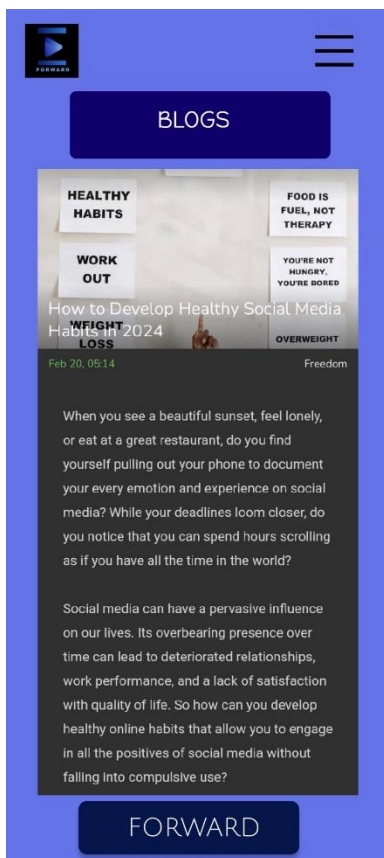 FORWARD
BLOGS
HEALTHY
HABITS
FOOD IS
FUEL, NOT
THERAPY
WORK
OUT
YOU'RE NOT
HUNGRY,
YOU'RE BORED
How to Develop Healthy Social Media
Habits in 2024
WEIGHT
LOSS
OVERWEIGHT
Feb 20, 05:14
Freedom
When you see a beautiful sunset, feel lonely,
or eat at a great restaurant, do you find
yourself pulling out your phone to document
your every emotion and experience on social
media? While your deadlines loom closer, do
you notice that you can spend hours scrolling
as if you have all the time in the world?
Social media can have a pervasive influence
on our lives. Its overbearing presence over
time can lead to deteriorated relationships,
work performance, and a lack of satisfaction
with quality of life. So how can you develop
healthy online habits that allow you to engage
in all the positives of social media without
falling into compulsive use?
FORWARD